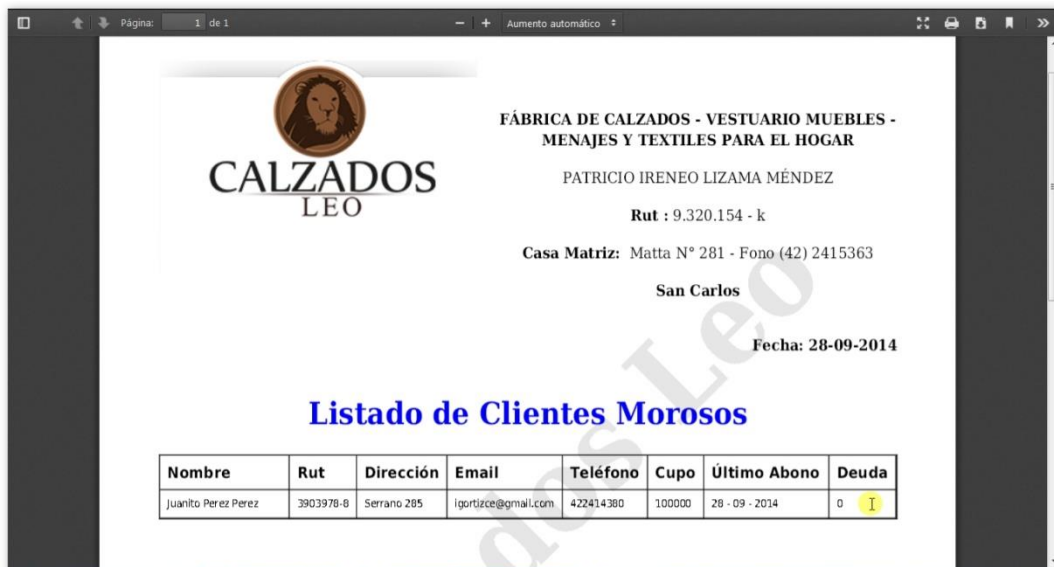 Página: 1 de 1
Aumento automático
CALZADOS
LEO
FÁBRICA DE CALZADOS - VESTUARIO MUEBLES -
MENAJES Y TEXTILES PARA EL HOGAR
PATRICIO IRENEO LIZAMA MÉNDEZ
Rut : 9.320.154 - k
Casa Matriz: Matta N° 281 - Fono (42) 2415363
San Carlos
Fecha: 28-09-2014
Listado de Clientes Morosos
Nombre Rut Dirección Email Teléfono Cupo Último Abono Deuda
Juanito Perez Perez 3903978-8 Serrano 285 igortizce@gmail.com 422414380 100000 28 - 09 - 2014 0
dos Leo